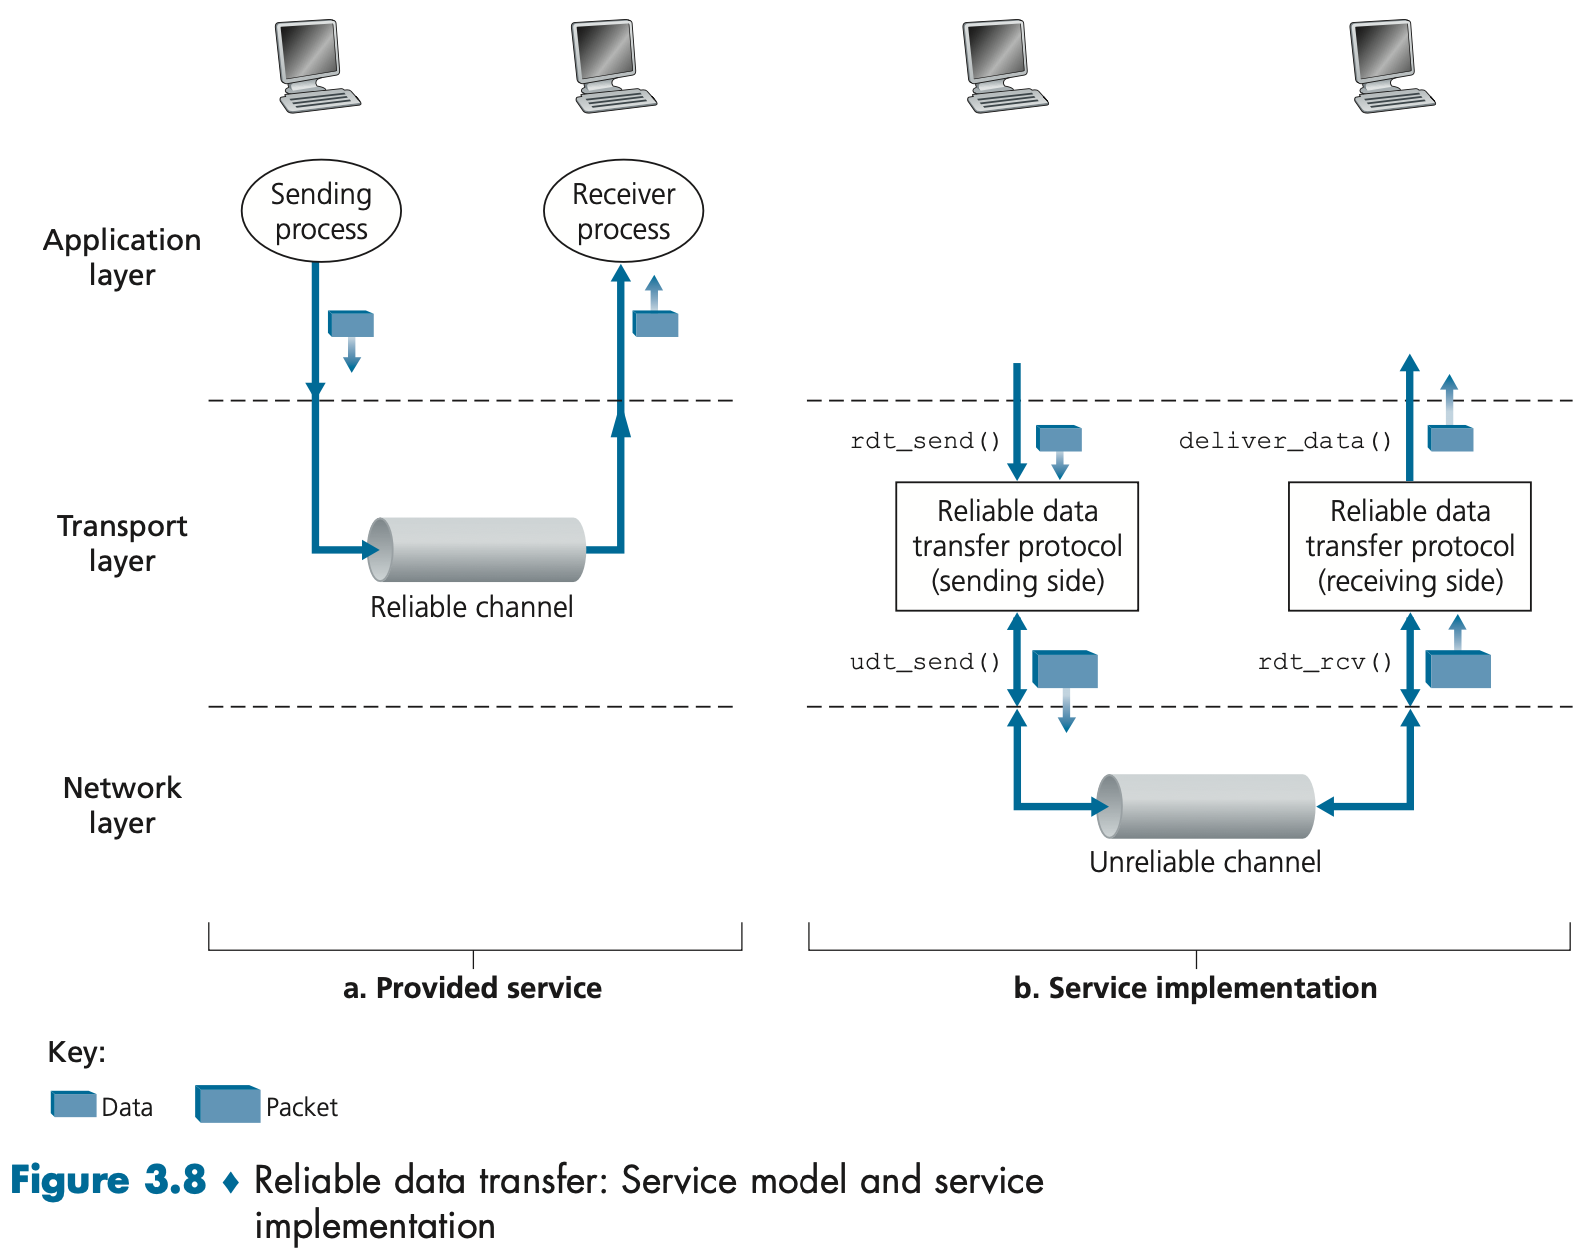 Sending
process
Receiver
process
Application
layer
rdt_send()
deliver_data()
Reliable data
transfer protocol
(sending side)
Reliable data
transfer protocol
(receiving side)
Transport
layer
Reliable channel
udt_send()
rdt_rcv()
Network
layer
Unreliable channel
a. Provided service
b. Service implementation
Key:
Data
Packet
Figure 3.8 ♦ Reliable data transfer: Service model and service
implementation